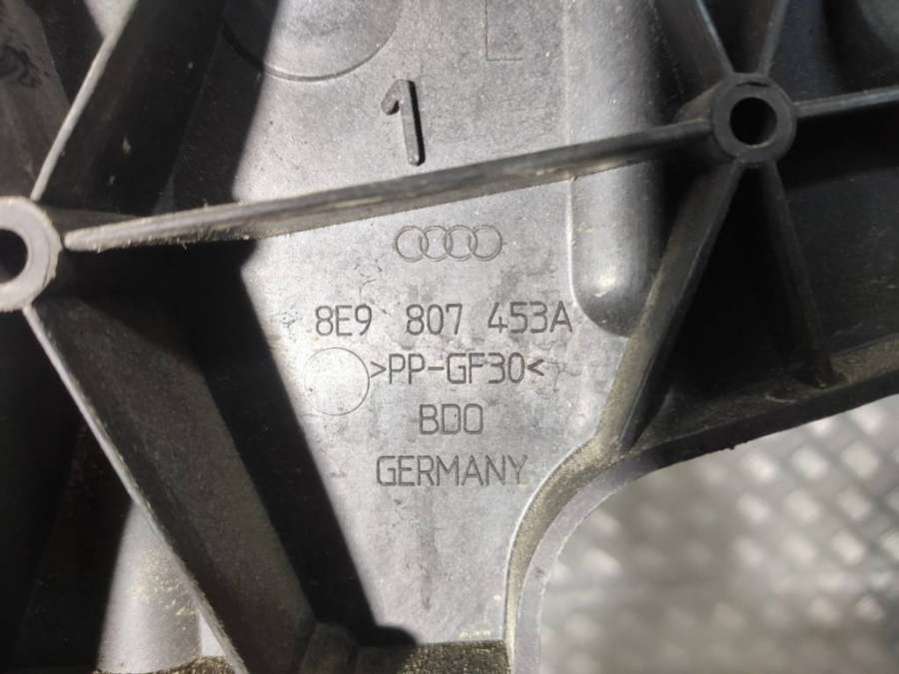 1
8E9 807 453A
>PP-GF30<
BDO
GERMANY